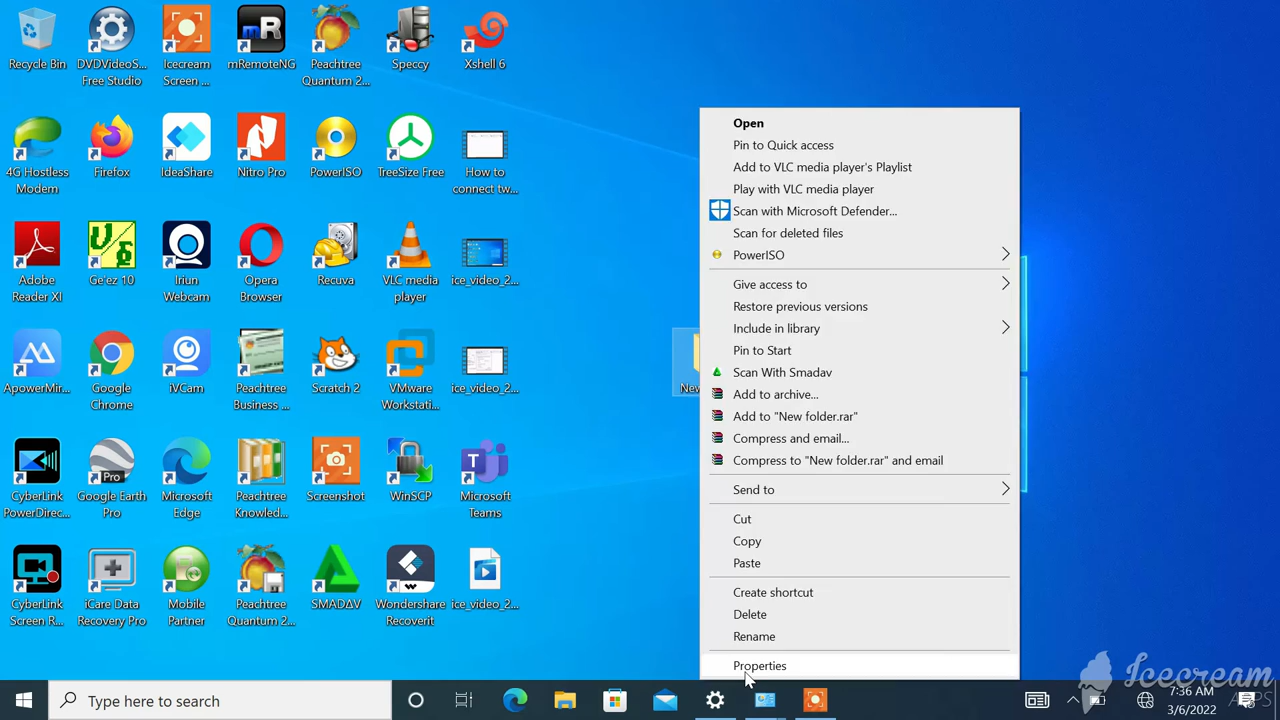 Recycle Bin
DVDVideoS...
Free Studio
Icecream
Screen ...
mR
mRemoteNG
Peachtree
Quantum 2...
Speccy
Xshell 6
4G Hostless
Modem
Firefox
IdeaShare
Nitro Pro
PowerISO
TreeSize Free
How to
connect tw...
Adobe
Reader XI
Ge'ez 10
Iriun
Webcam
Opera
Browser
Recuva
VLC media
player
ice_video_2...
ApowerMir...
Google
Chrome
iVCam
Peachtree
Business ...
Scratch 2
VMware
Workstati...
ice_video_2...
CyberLink
PowerDirec...
Pro
Google Earth
Pro
Microsoft
Edge
Peachtree
Knowled...
Screenshot
WinSCP
T
Microsoft
Teams
CyberLink
Screen R...
iCare Data
Recovery Pro
Mobile
Partner
Peachtree
Quantum 2...
SMADΔV
Wondershare
Recoverit
ice_video_2...
New
Open
Pin to Quick access
Add to VLC media player's Playlist
Play with VLC media player
Scan with Microsoft Defender...
Scan for deleted files
PowerISO
Give access to
Restore previous versions
Include in library
Pin to Start
Scan With Smadav
Add to archive...
Add to "New folder.rar"
Compress and email...
Compress to "New folder.rar" and email
Send to
Cut
Copy
Paste
Create shortcut
Delete
Rename
Properties
Type here to search
7:36 AM
3/6/2022
Icecream
APPS